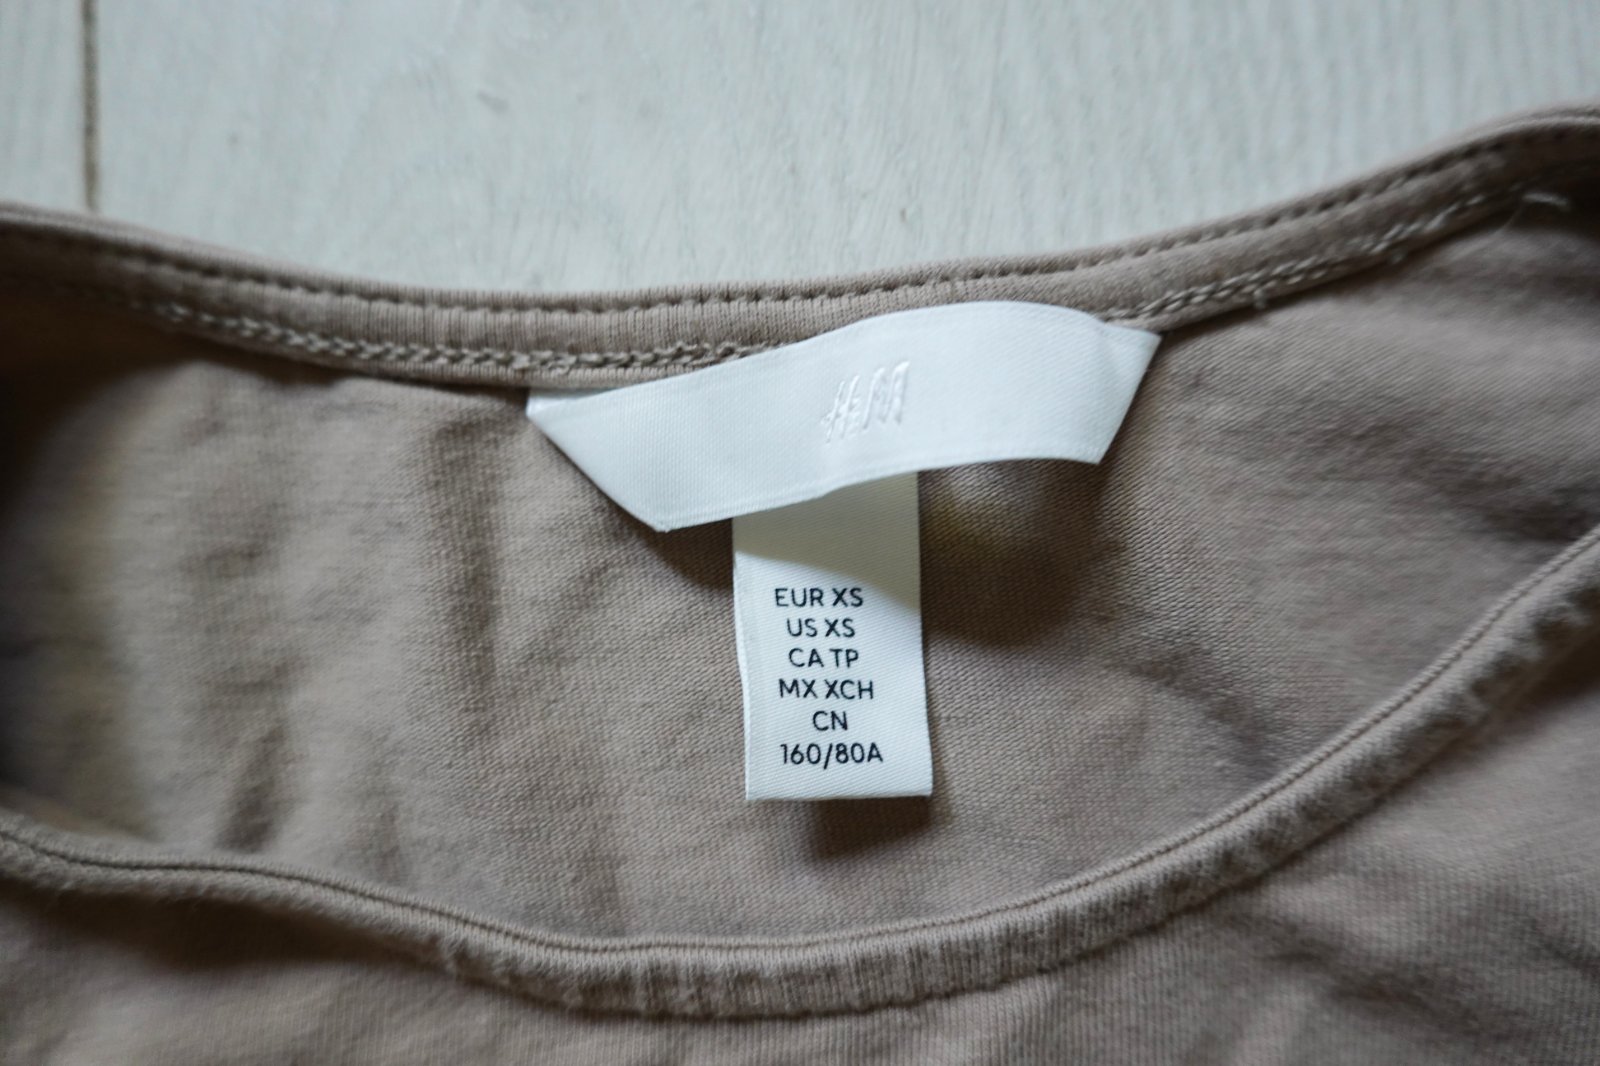 H&M
EUR XS
US XS
CA TP
MX XCH
CN
160/80A